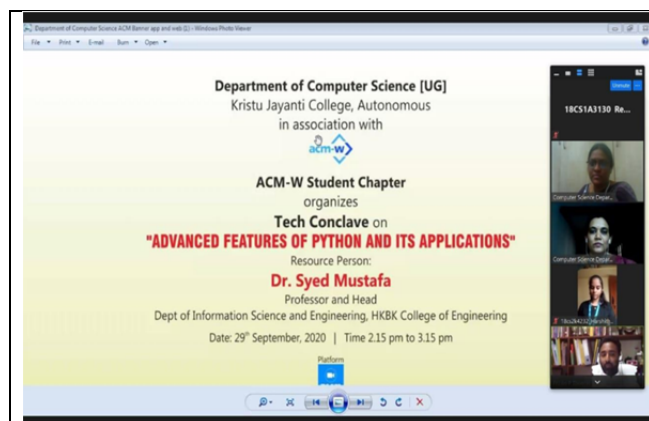 Department of Computer Science ACM Banner app and web (1) - Windows Photo Viewer
File Print E-mail Burn Open
Department of Computer Science [UG]
Kristu Jayanti College, Autonomous
in association with
acm-w
ACM-W Student Chapter
organizes
Tech Conclave on
"ADVANCED FEATURES OF PYTHON AND ITS APPLICATIONS"
Resource Person:
Dr. Syed Mustafa
Professor and Head
Dept of Information Science and Engineering, HKBK College of Engineering
Date: 29th September, 2020 | Time 2.15 pm to 3.15 pm
Platform
Unmute
18CS1A3130 Re...
Computer Science Depar...
Computer Science Depar...